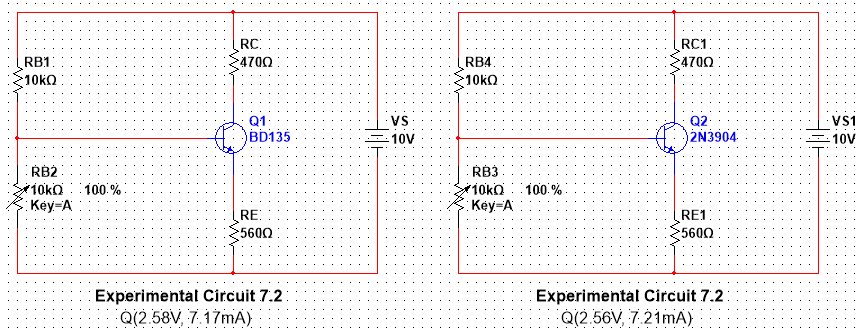 RC
470Ω
RB1
10kΩ
Q1
BD135
VS
10V
RB2
10kΩ 100 %
Key=A
RE
560Ω
Experimental Circuit 7.2
Q(2.58V, 7.17mA)
RC1
470Ω
RB4
10kΩ
Q2
2N3904
VS1
10V
RB3
10kΩ 100 %
Key=A
RE1
560Ω
Experimental Circuit 7.2
Q(2.56V, 7.21mA)